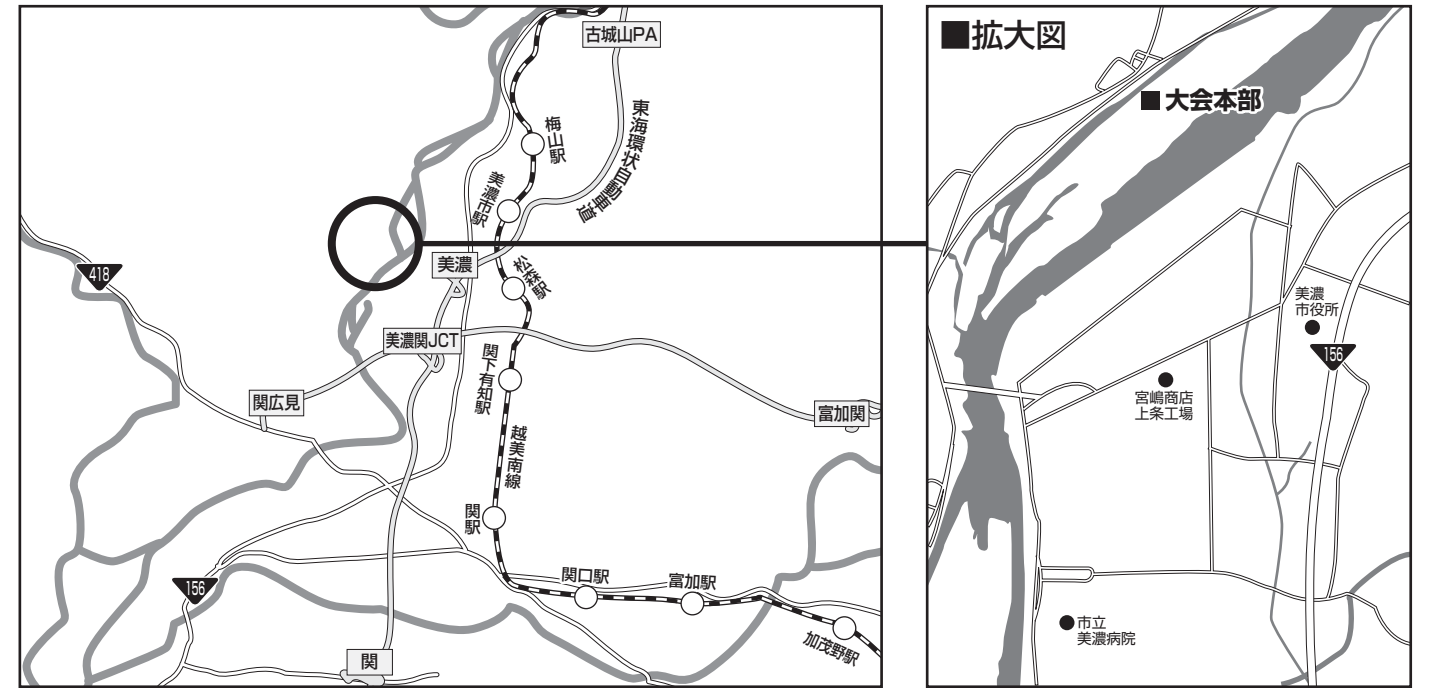 古城山PA
東海環状自動車道
梅山駅
美濃市駅
美濃
松森駅
418
美濃関JCT
関下有知駅
関広見
富加関
越美南線
関駅
関口駅
富加駅
156
加茂野駅
関
■拡大図
■大会本部
美濃
市役所
156
宮嶋商店
上条工場
市立
美濃病院